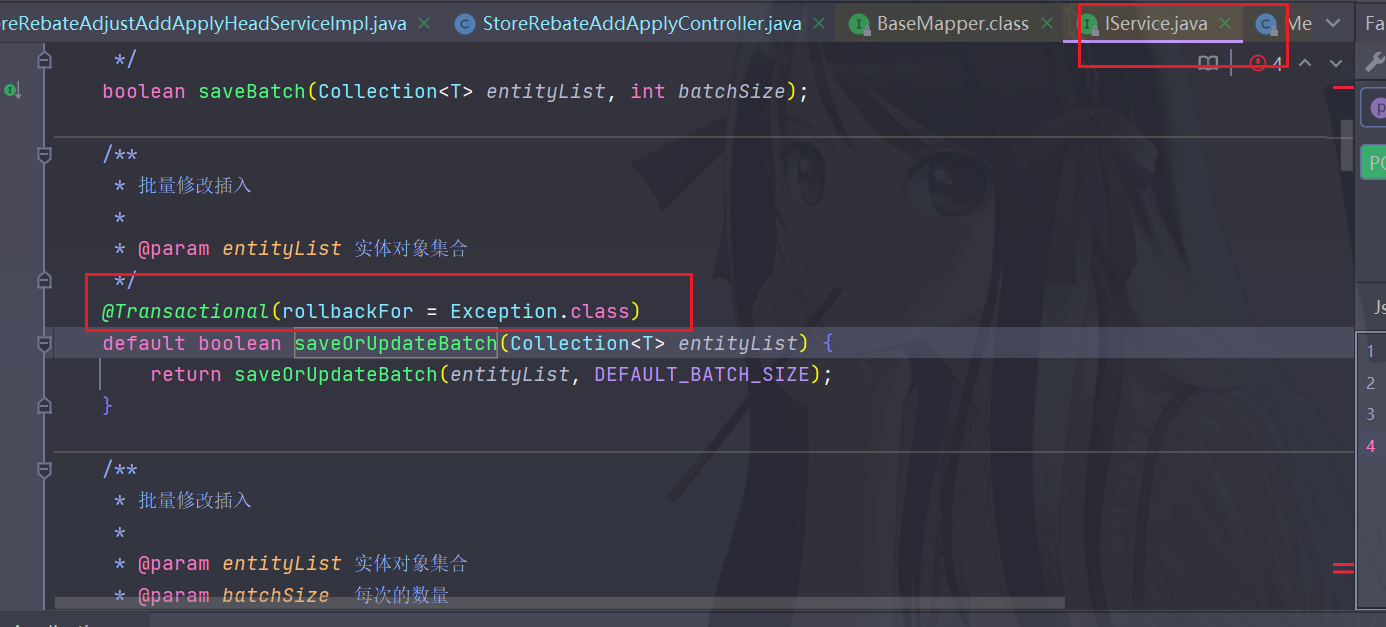 reRebateAdjustAddApplyHeadServiceImpl.java StoreRebateAddApplyController.java BaseMapper.class IService.java Me Fa
4
*/
boolean saveBatch(Collection<T> entityList, int batchSize);
/**
* 批量修改插入
*
* @param entityList 实体对象集合
*/
@Transactional(rollbackFor = Exception.class)
default boolean saveOrUpdateBatch(Collection<T> entityList) {
return saveOrUpdateBatch(entityList, DEFAULT_BATCH_SIZE);
}
/**
* 批量修改插入
*
* @param entityList 实体对象集合
* @param batchSize 每次的数量
p
PO
Js
1
2
3
4